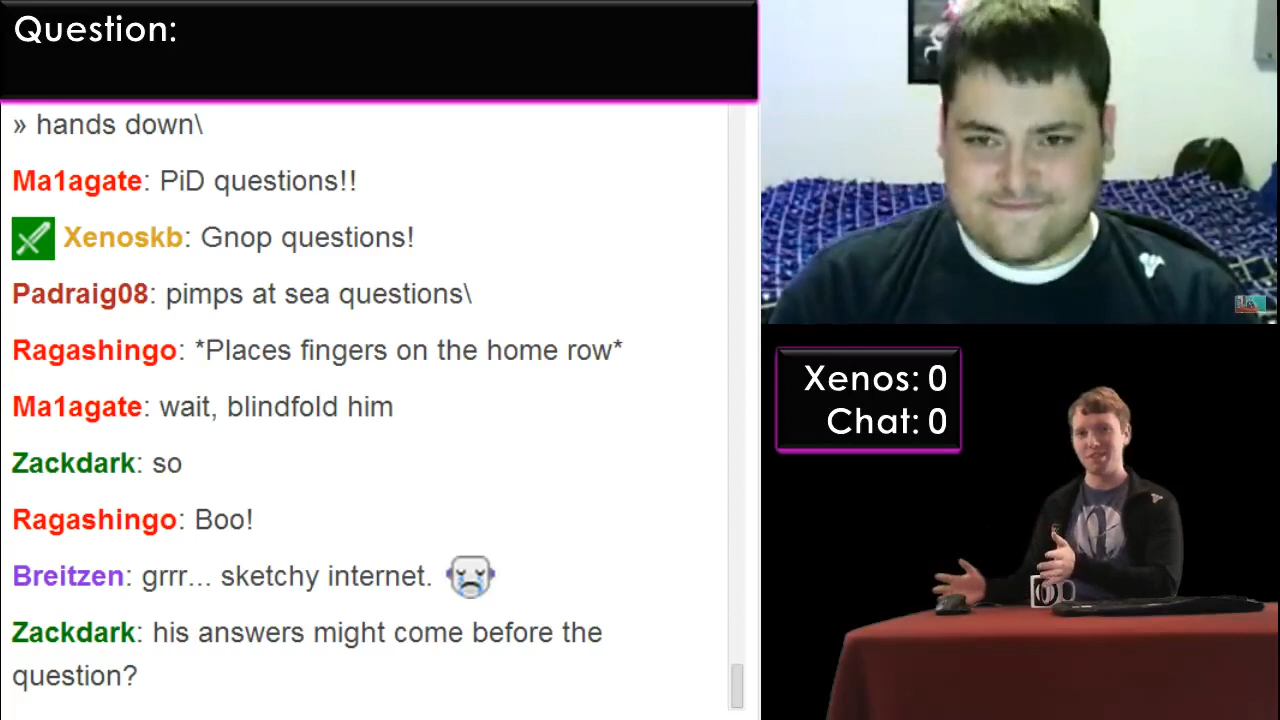 Question:
» hands down\
Ma1agate: PiD questions!!
Xenoskb: Gnop questions!
Padraig08: pimps at sea questions\
Ragashingo: *Places fingers on the home row*
Ma1agate: wait, blindfold him
Zackdark: so
Ragashingo: Boo!
Breitzen: grrr... sketchy internet.
Zackdark: his answers might come before the
question?
Xenos: 0
Chat: 0